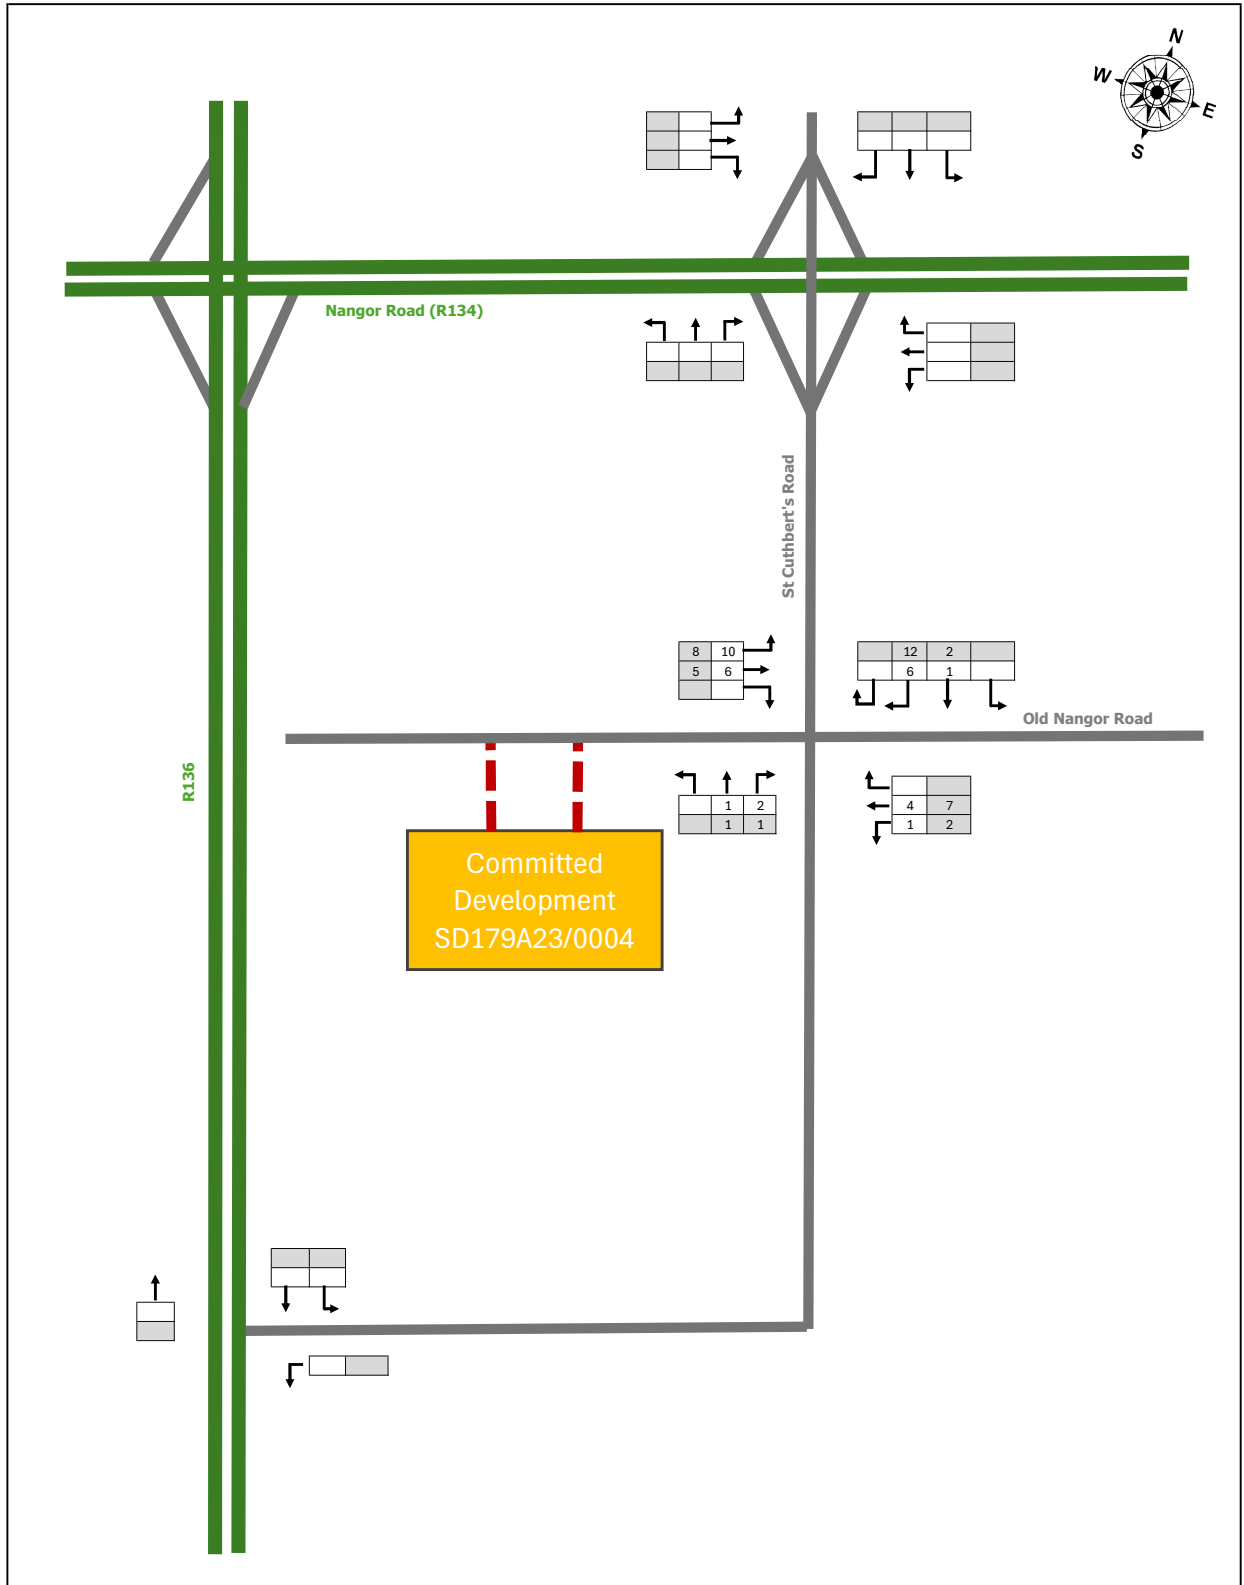 N
W
E
S
Nangor Road (R134)
St Cuthbert's Road
8 10
5 6
12 2
6 1
Old Nangor Road
R136
1 2
1 1
4 7
1 2
Committed
Development
SD179A23/0004